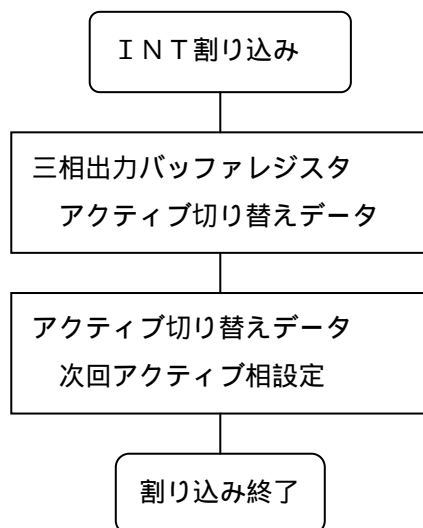 ＩＮＴ割り込み
三相出力バッファレジスタ
アクティブ切り替えデータ
アクティブ切り替えデータ
次回アクティブ相設定
割り込み終了